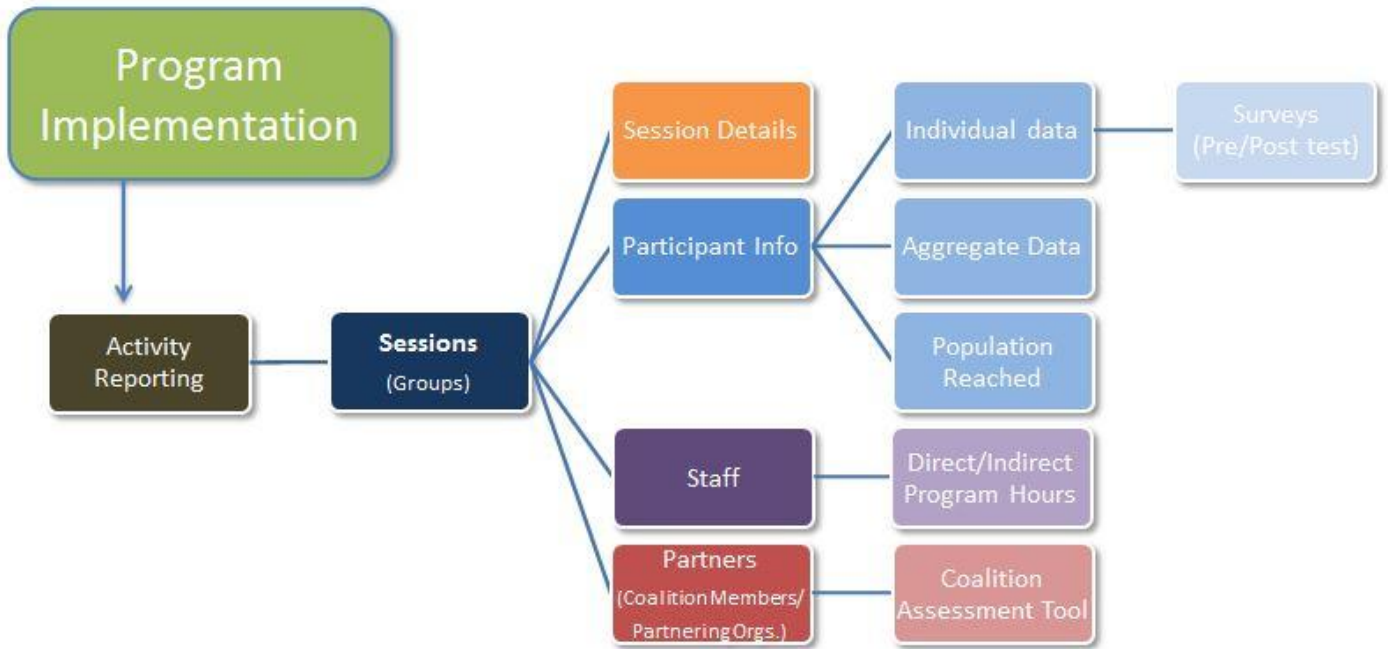 Program
Implementation
Activity
Reporting
Sessions
(Groups)
Session Details
Participant Info
Staff
Partners
(Coalition Members/
Partnering Orgs.)
Individual data
Aggregate Data
Population
Reached
Direct/Indirect
Program Hours
Coalition
Assessment Tool
Surveys
(Pre/Post test)